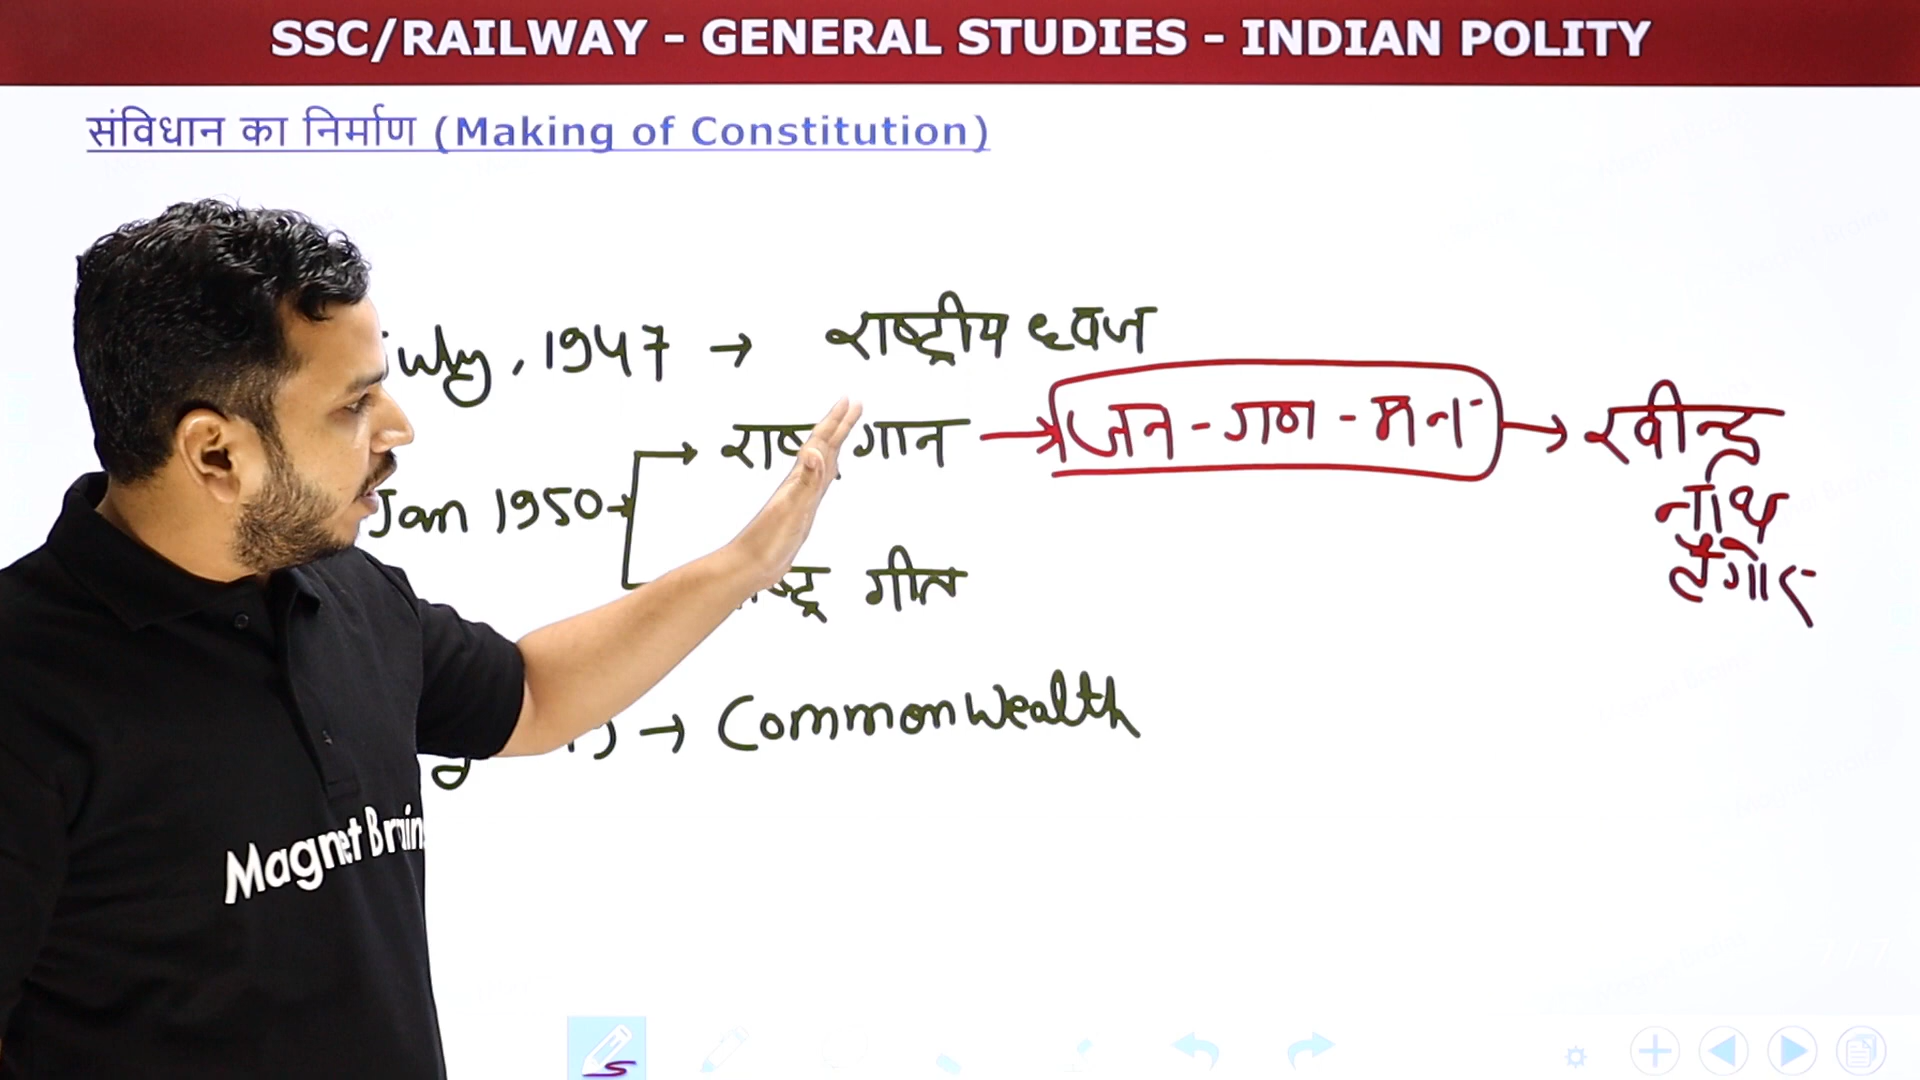 SSC/RAILWAY - GENERAL STUDIES - INDIAN POLITY
संविधान का निर्माण (Making of Constitution)
July, 1947 → राष्ट्रीय ध्वज
गान → जन-गण-मन → रवीन्द्र
नाथ
टैगोर
Jan 1950 →
गीत
→ Commonwealth
Magnet Brain